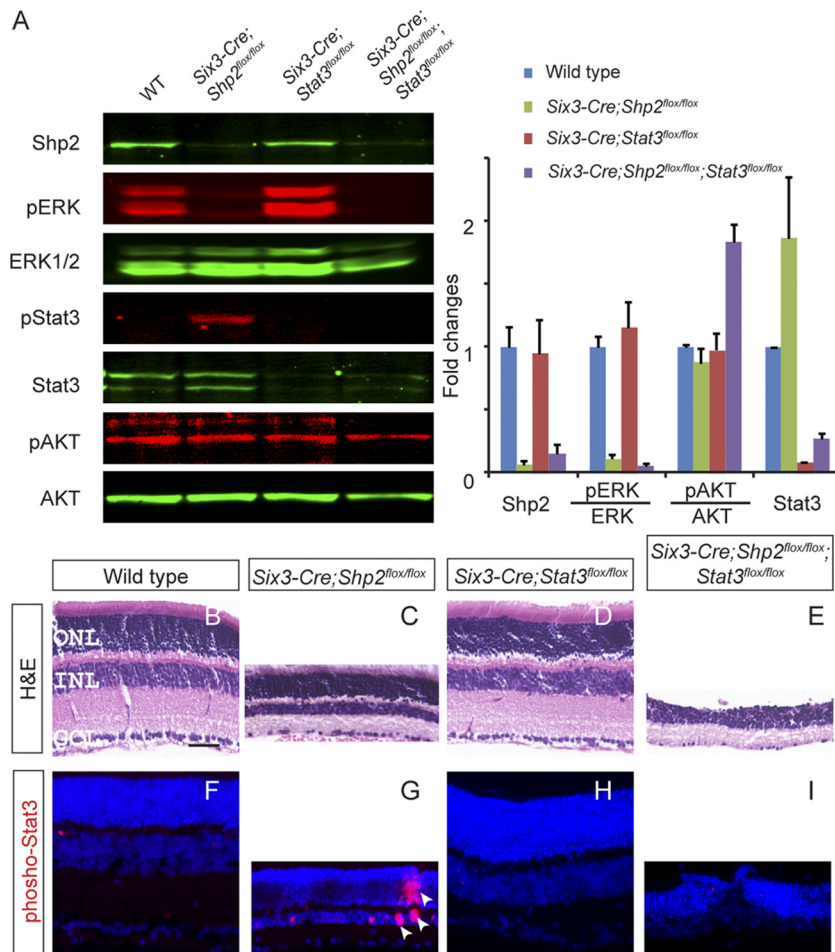 A
WT
Six3-Cre;
Shp2flox/flox
Six3-Cre;
Stat3flox/flox
Six3-Cre;
Shp2flox/flox;
Stat3flox/flox
Shp2
pERK
ERK1/2
pStat3
Stat3
pAKT
AKT
Wild type
Six3-Cre;Shp2flox/flox
Six3-Cre;Stat3flox/flox
Six3-Cre;Shp2flox/flox;Stat3flox/flox
Fold changes
2
1
0
Shp2
pERK
ERK
pAKT
AKT
Stat3
Wild type
Six3-Cre;Shp2flox/flox
Six3-Cre;Stat3flox/flox
Six3-Cre;Shp2flox/flox;
Stat3flox/flox
H&E
B
ONL
INL
GCL
C
D
E
phosho-Stat3
F
G
H
I